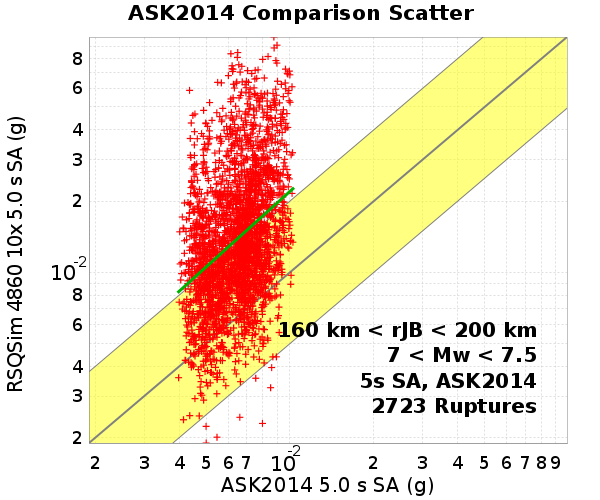 ASK2014 Comparison Scatter
RSQSim 4860 10x 5.0 s SA (g)
8
6
4
3
2
10-2
8
6
4
3
2
160 km < rJB < 200 km
7 < Mw < 7.5
5s SA, ASK2014
2723 Ruptures
2 3 4 5 6 7 10-2 2 3 4 5 6 7 8 9
ASK2014 5.0 s SA (g)